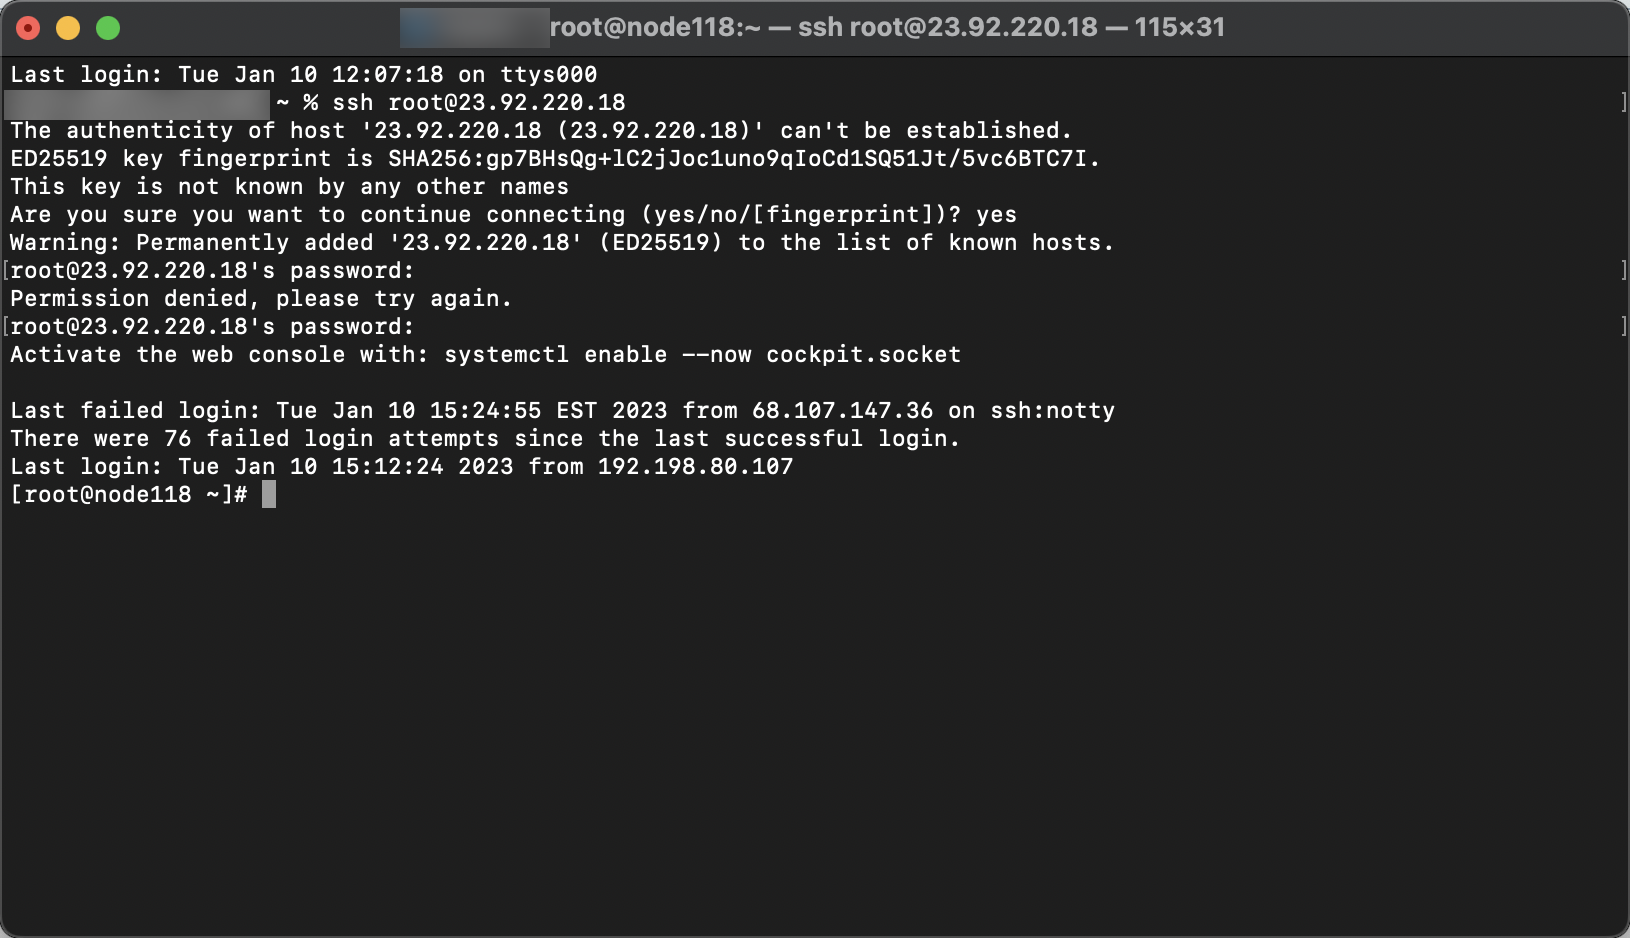 root@node118:~ — ssh root@23.92.220.18 — 115×31
Last login: Tue Jan 10 12:07:18 on ttys000
~ % ssh root@23.92.220.18
The authenticity of host '23.92.220.18 (23.92.220.18)' can't be established.
ED25519 key fingerprint is SHA256:gp7BHsQg+lC2jJoc1uno9qIoCd1SQ51Jt/5vc6BTC7I.
This key is not known by any other names
Are you sure you want to continue connecting (yes/no/[fingerprint])? yes
Warning: Permanently added '23.92.220.18' (ED25519) to the list of known hosts.
[root@23.92.220.18's password:
Permission denied, please try again.
[root@23.92.220.18's password:
Activate the web console with: systemctl enable --now cockpit.socket
Last failed login: Tue Jan 10 15:24:55 EST 2023 from 68.107.147.36 on ssh:notty
There were 76 failed login attempts since the last successful login.
Last login: Tue Jan 10 15:12:24 2023 from 192.198.80.107
[root@node118 ~]#